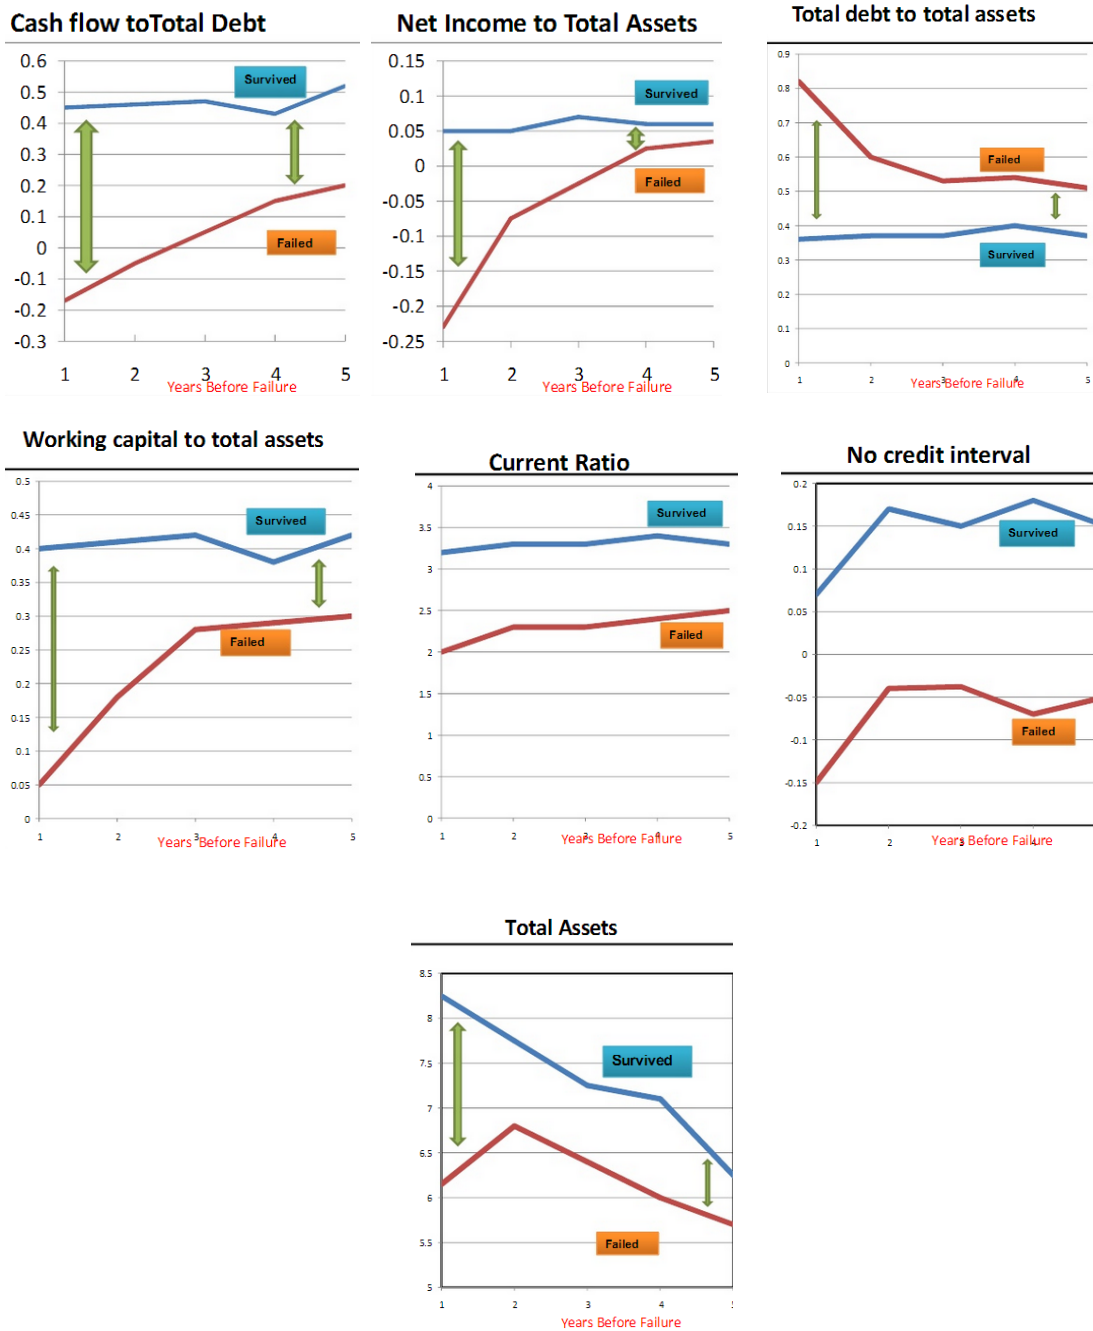 Cash flow toTotal Debt
0.6
0.5
0.4
0.3
0.2
0.1
0
-0.1
-0.2
-0.3
Survived
Failed
1 2 3 4 5
Years Before Failure
Net Income to Total Assets
0.15
0.1
0.05
0
-0.05
-0.1
-0.15
-0.2
-0.25
Survived
Failed
1 2 3 4 5
Years Before Failure
Total debt to total assets
0.9
0.8
0.7
0.6
0.5
0.4
0.3
0.2
0.1
0
Failed
Survived
1 2 3 4 5
Years Before Failure
Working capital to total assets
0.5
0.45
0.4
0.35
0.3
0.25
0.2
0.15
0.1
0.05
0
Survived
Failed
1 2 3 4 5
Years Before Failure
Current Ratio
4
3.5
3
2.5
2
1.5
1
0.5
0
Survived
Failed
1 2 3 4 5
Years Before Failure
No credit interval
0.2
0.15
0.1
0.05
0
-0.05
-0.1
-0.15
-0.2
Survived
Failed
1 2 3 4
Years Before Failure
Total Assets
8.5
8
7.5
7
6.5
6
5.5
5
Survived
Failed
1 2 3 4 5
Years Before Failure